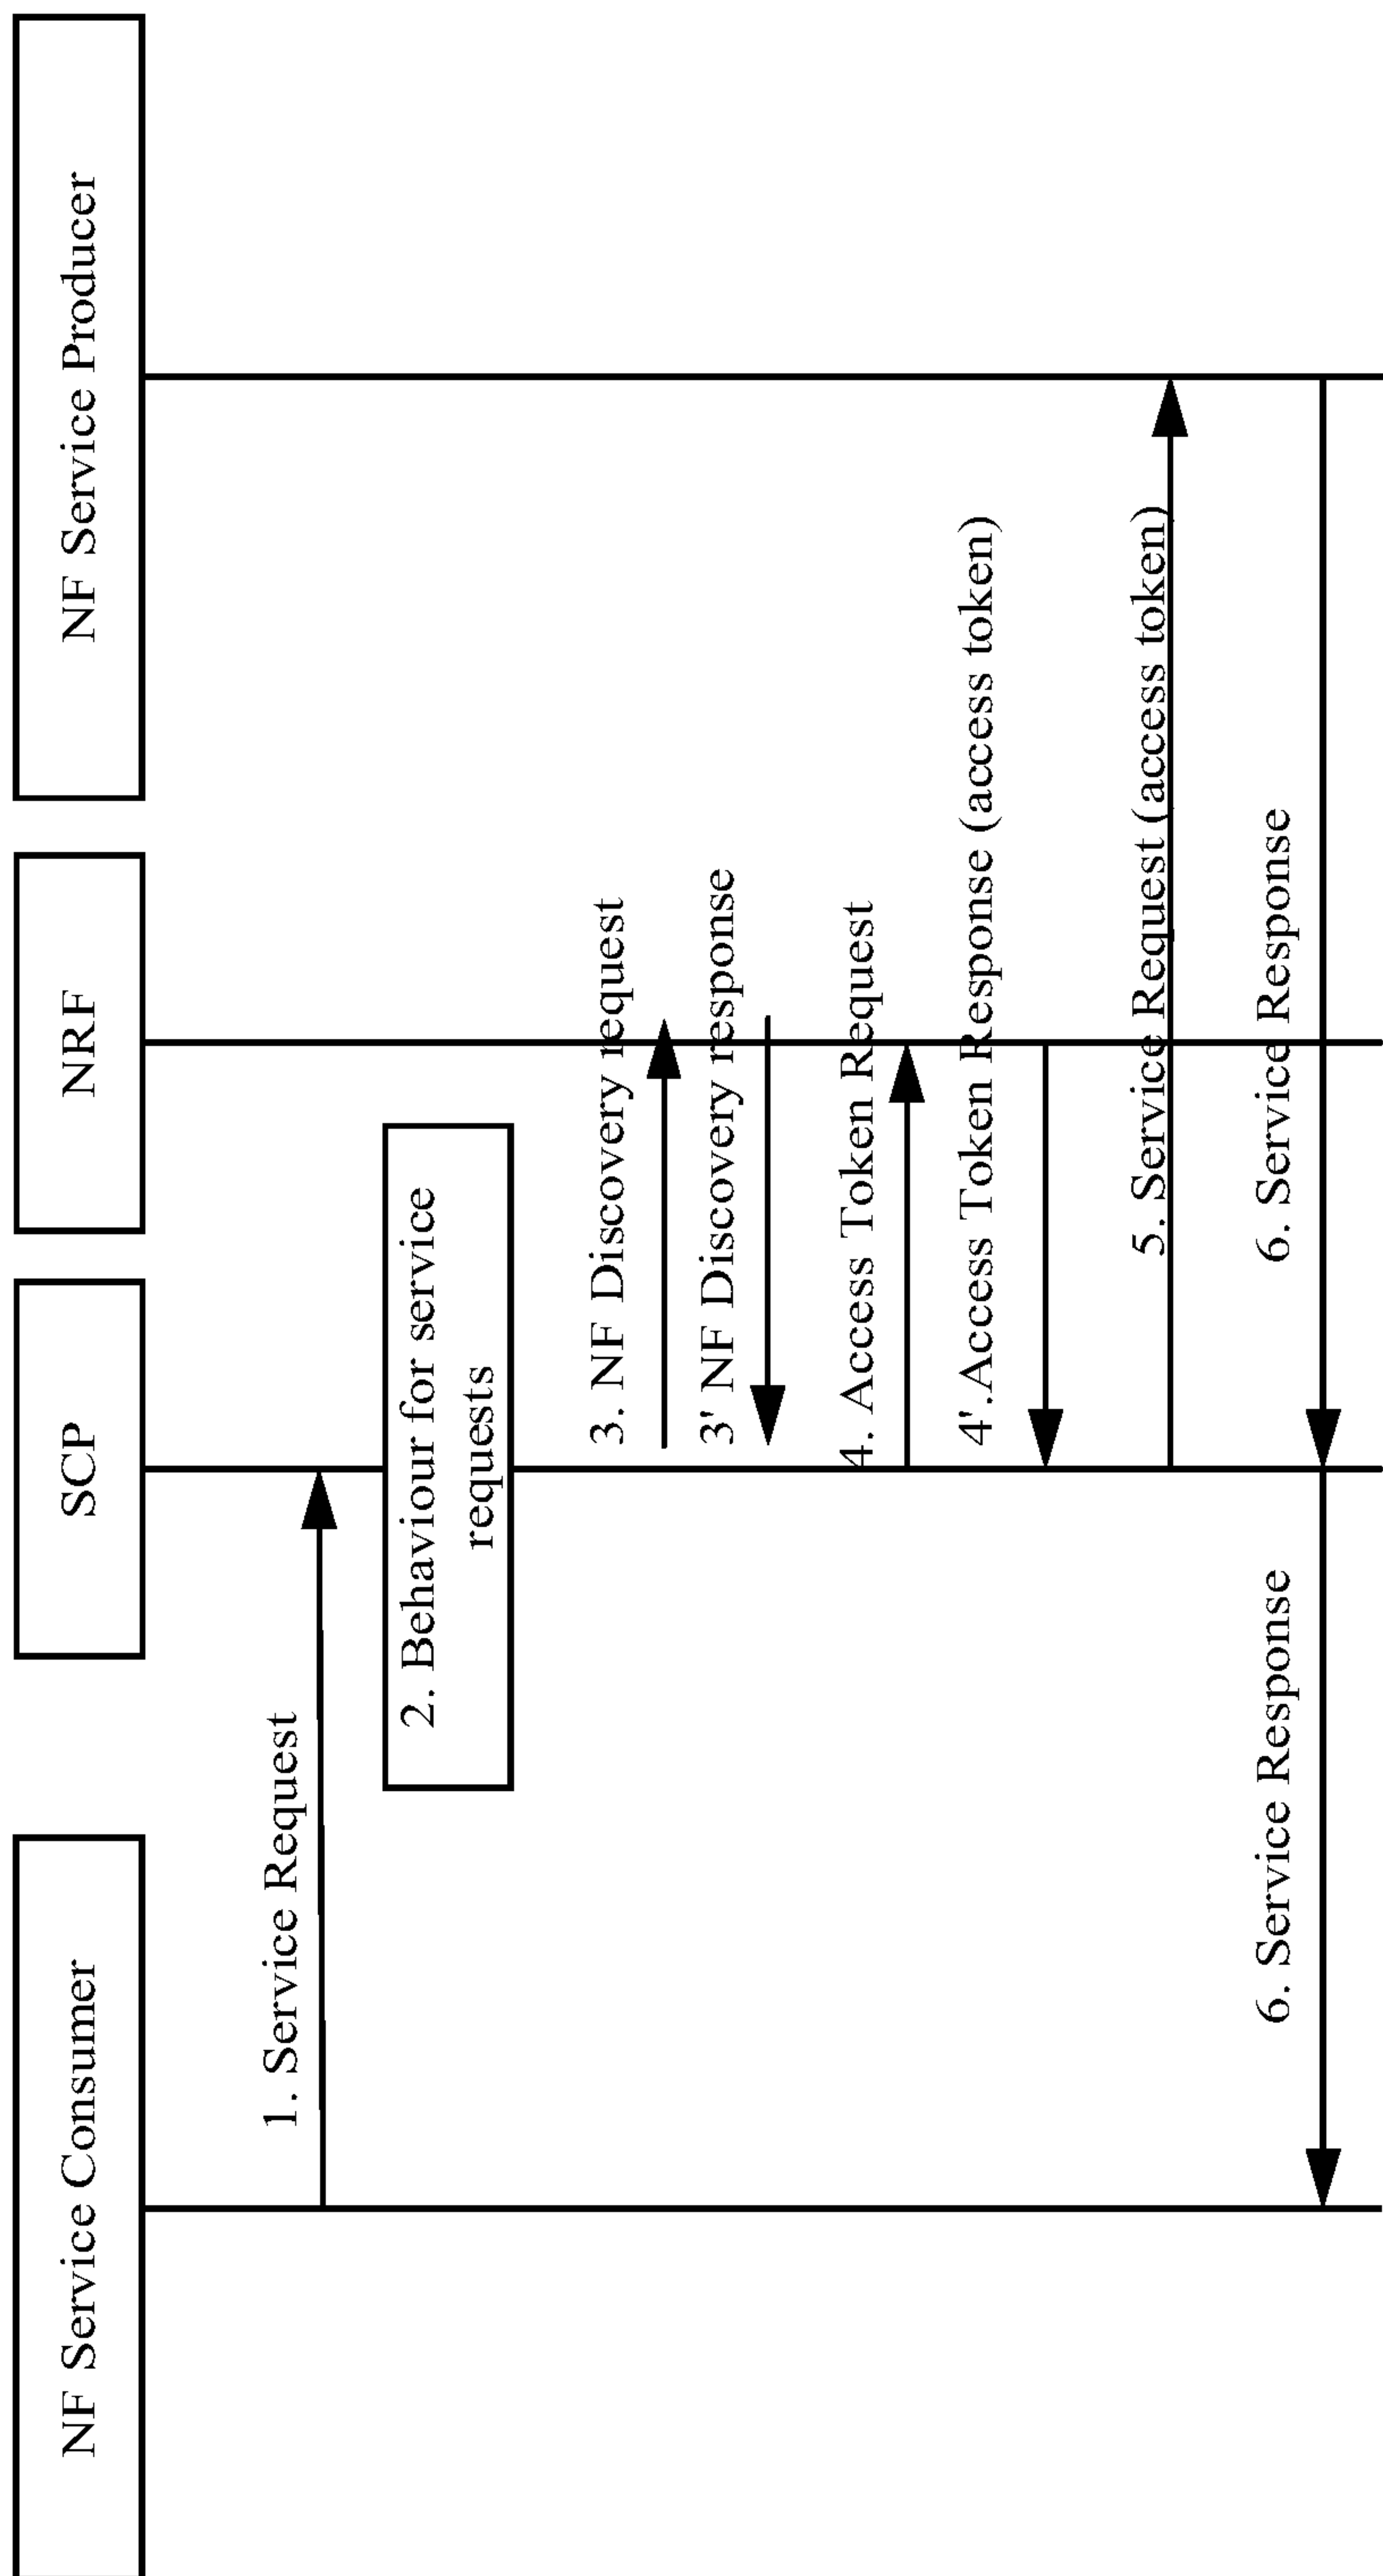 NF Service Consumer
SCP
NRF
NF Service Producer
1. Service Request
2. Behaviour for service
requests
3. NF Discovery request
3' NF Discovery response
4. Access Token Request
4'.Access Token Response (access token)
5. Service Request (access token)
6. Service Response
6. Service Response